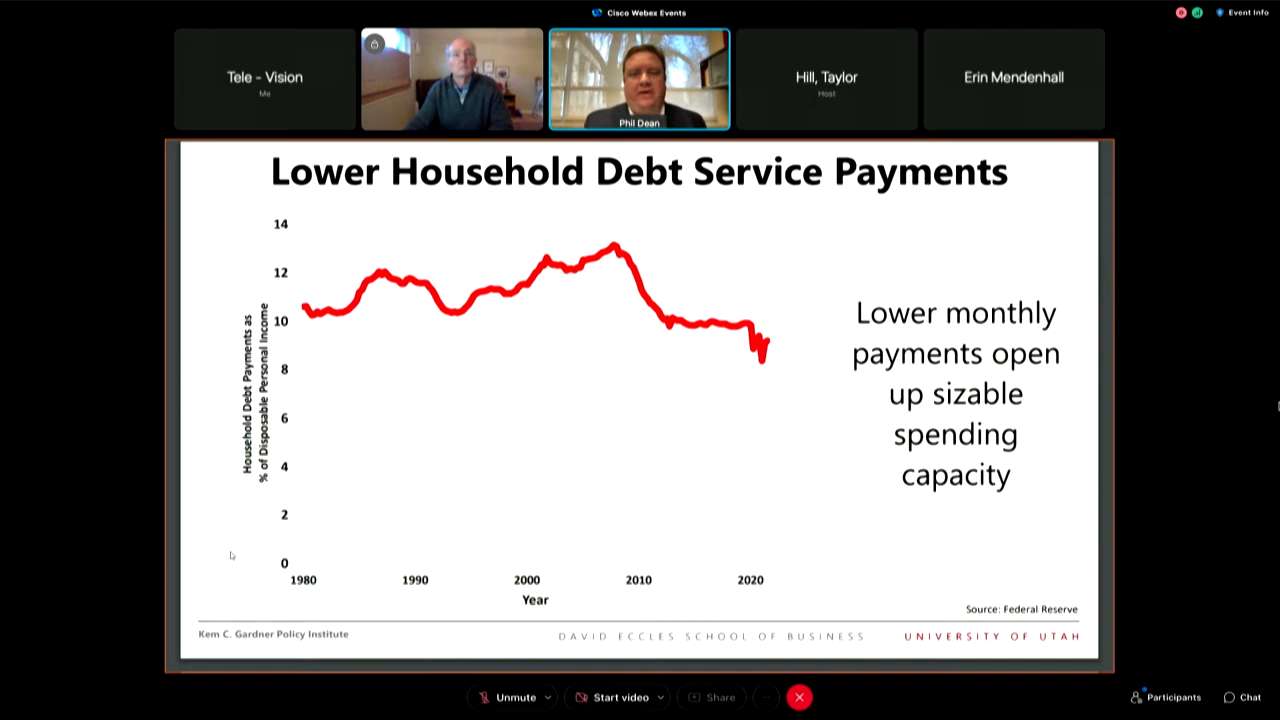 Cisco Webex Events
Event Info
Tele - Vision
Me
Phil Dean
Hill, Taylor
Host
Erin Mendenhall
Lower Household Debt Service Payments
Household Debt Payments as
% of Disposable Personal Income
14
12
10
8
6
4
2
0
1980 1990 2000 2010 2020
Year
Lower monthly
payments open
up sizable
spending
capacity
Source: Federal Reserve
Kem C. Gardner Policy Institute
DAVID ECCLES SCHOOL OF BUSINESS
UNIVERSITY OF UTAH
Unmute
Start video
Share
Participants
Chat